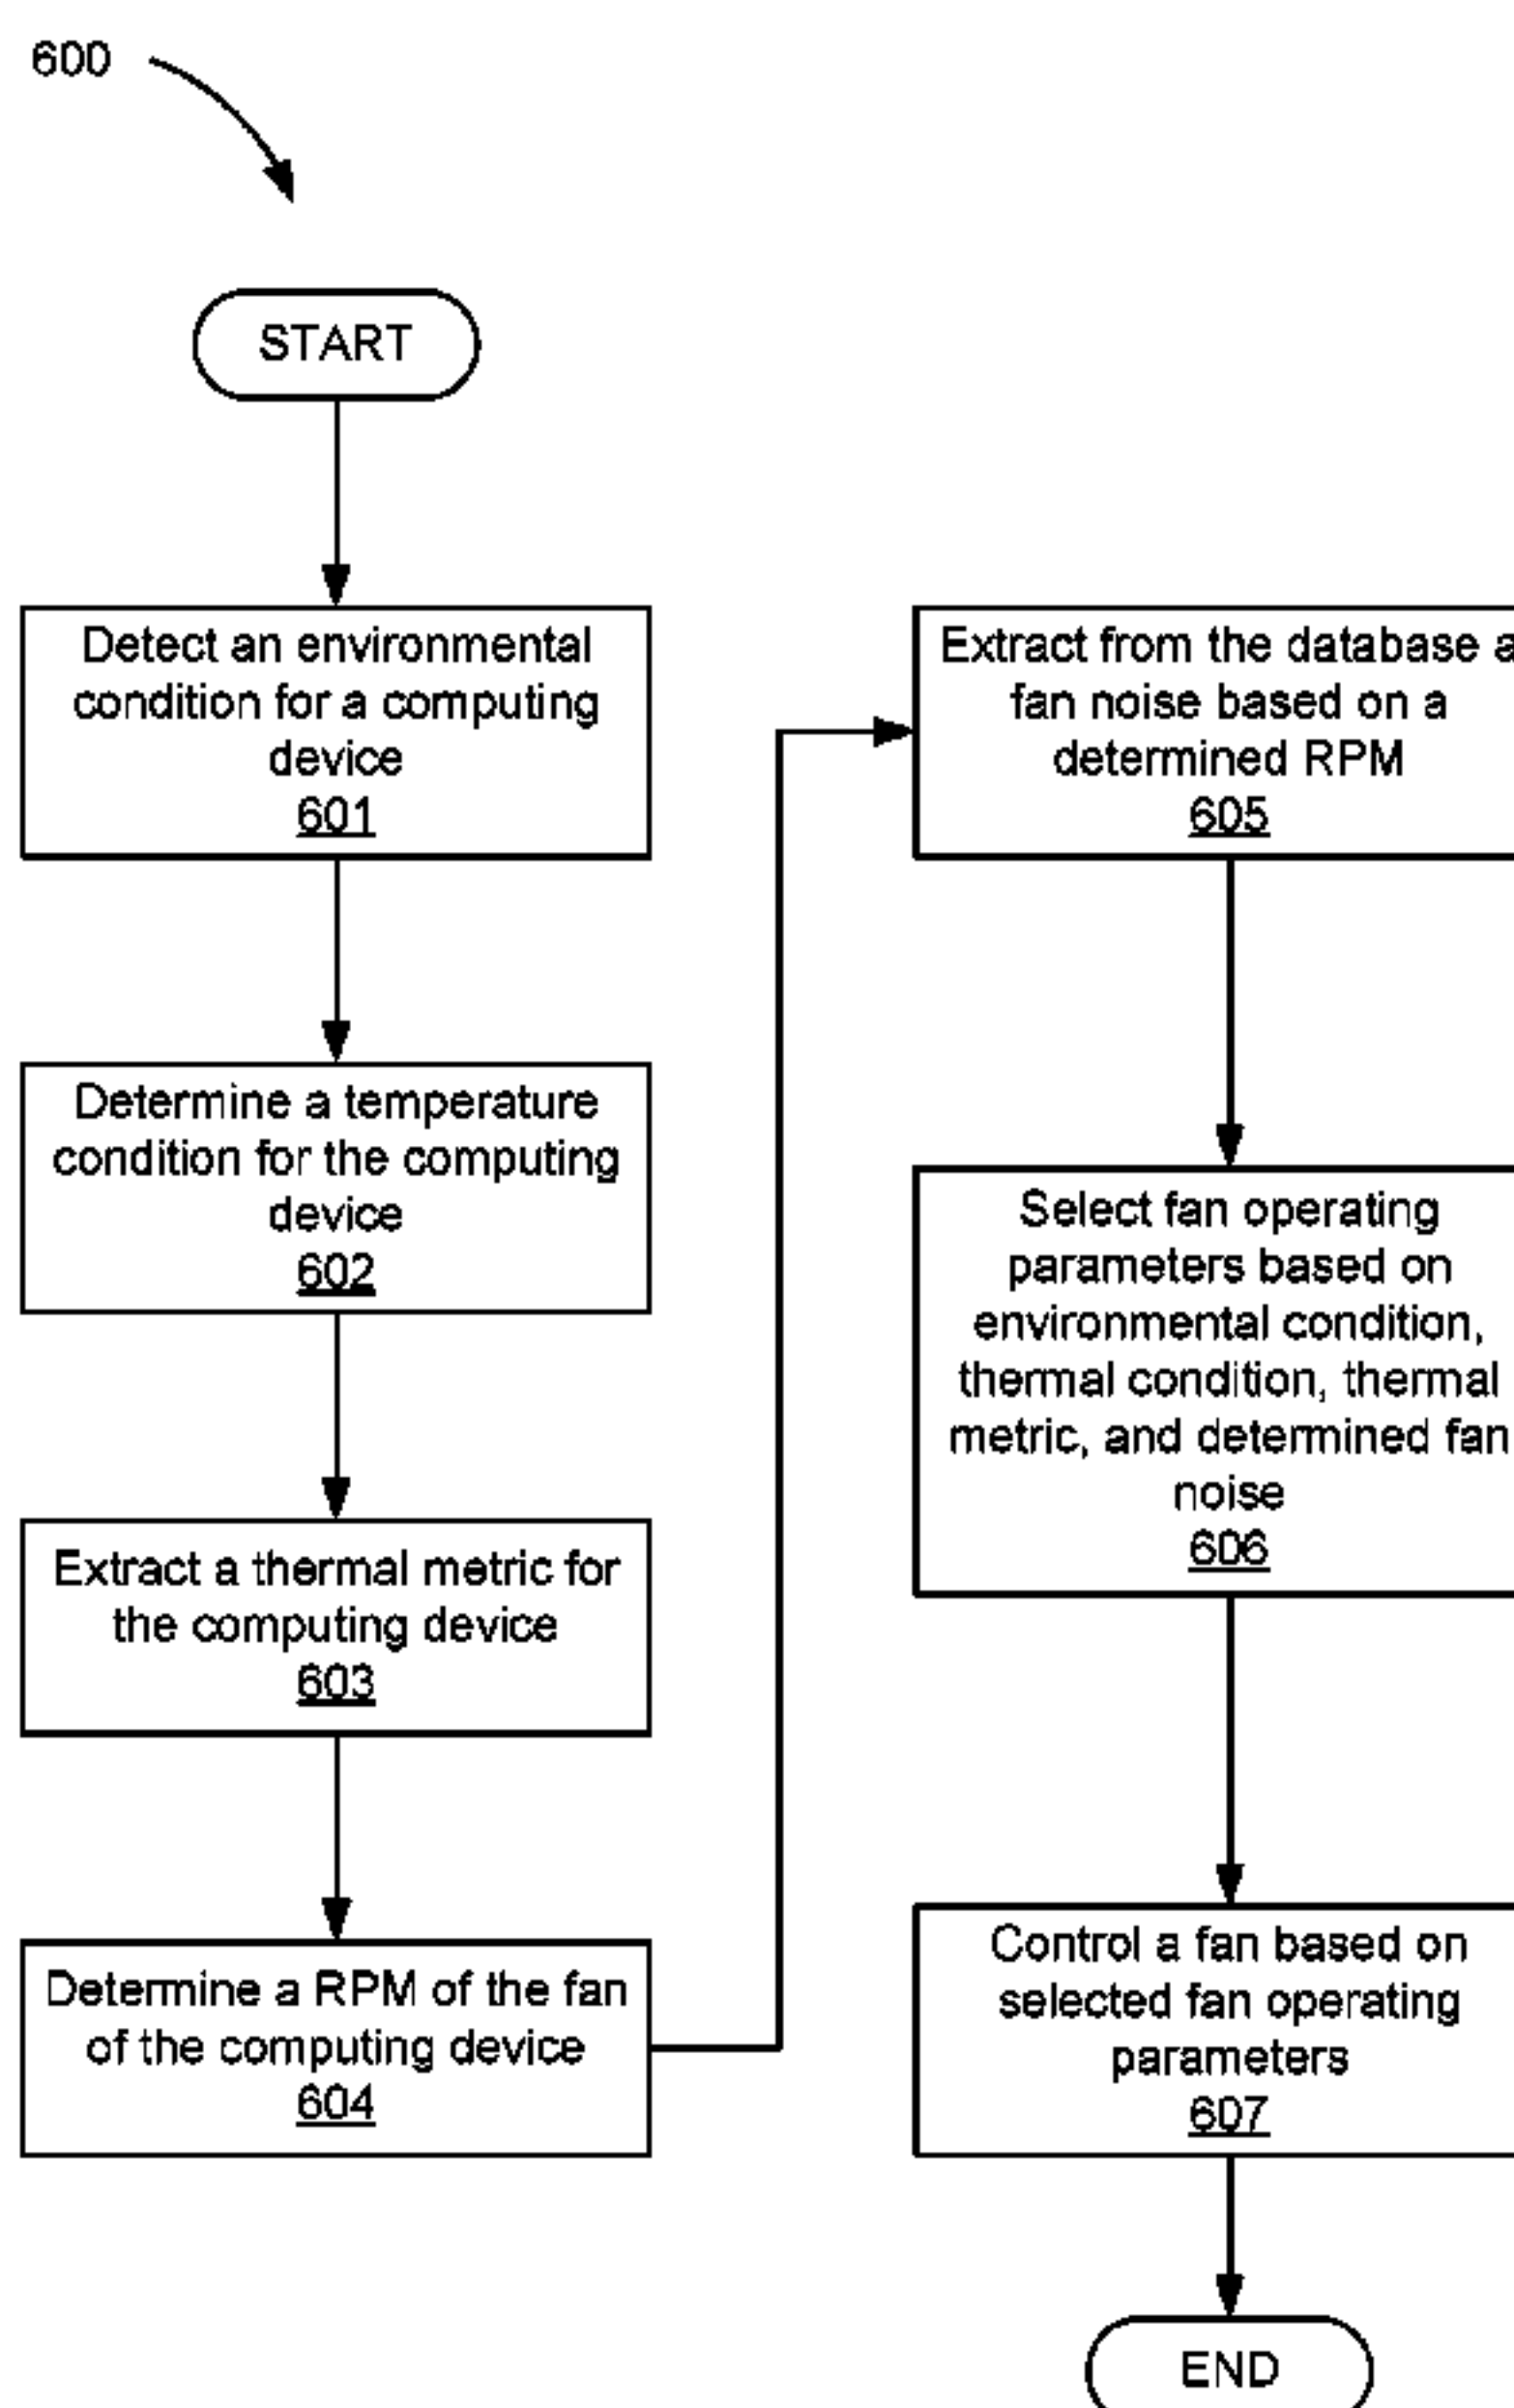 600
START
Detect an environmental
condition for a computing
device
601
Determine a temperature
condition for the computing
device
602
Extract a thermal metric for
the computing device
603
Determine a RPM of the fan
of the computing device
604
Extract from the database a
fan noise based on a
determined RPM
605
Select fan operating
parameters based on
environmental condition,
thermal condition, thermal
metric, and determined fan
noise
606
Control a fan based on
selected fan operating
parameters
607
END